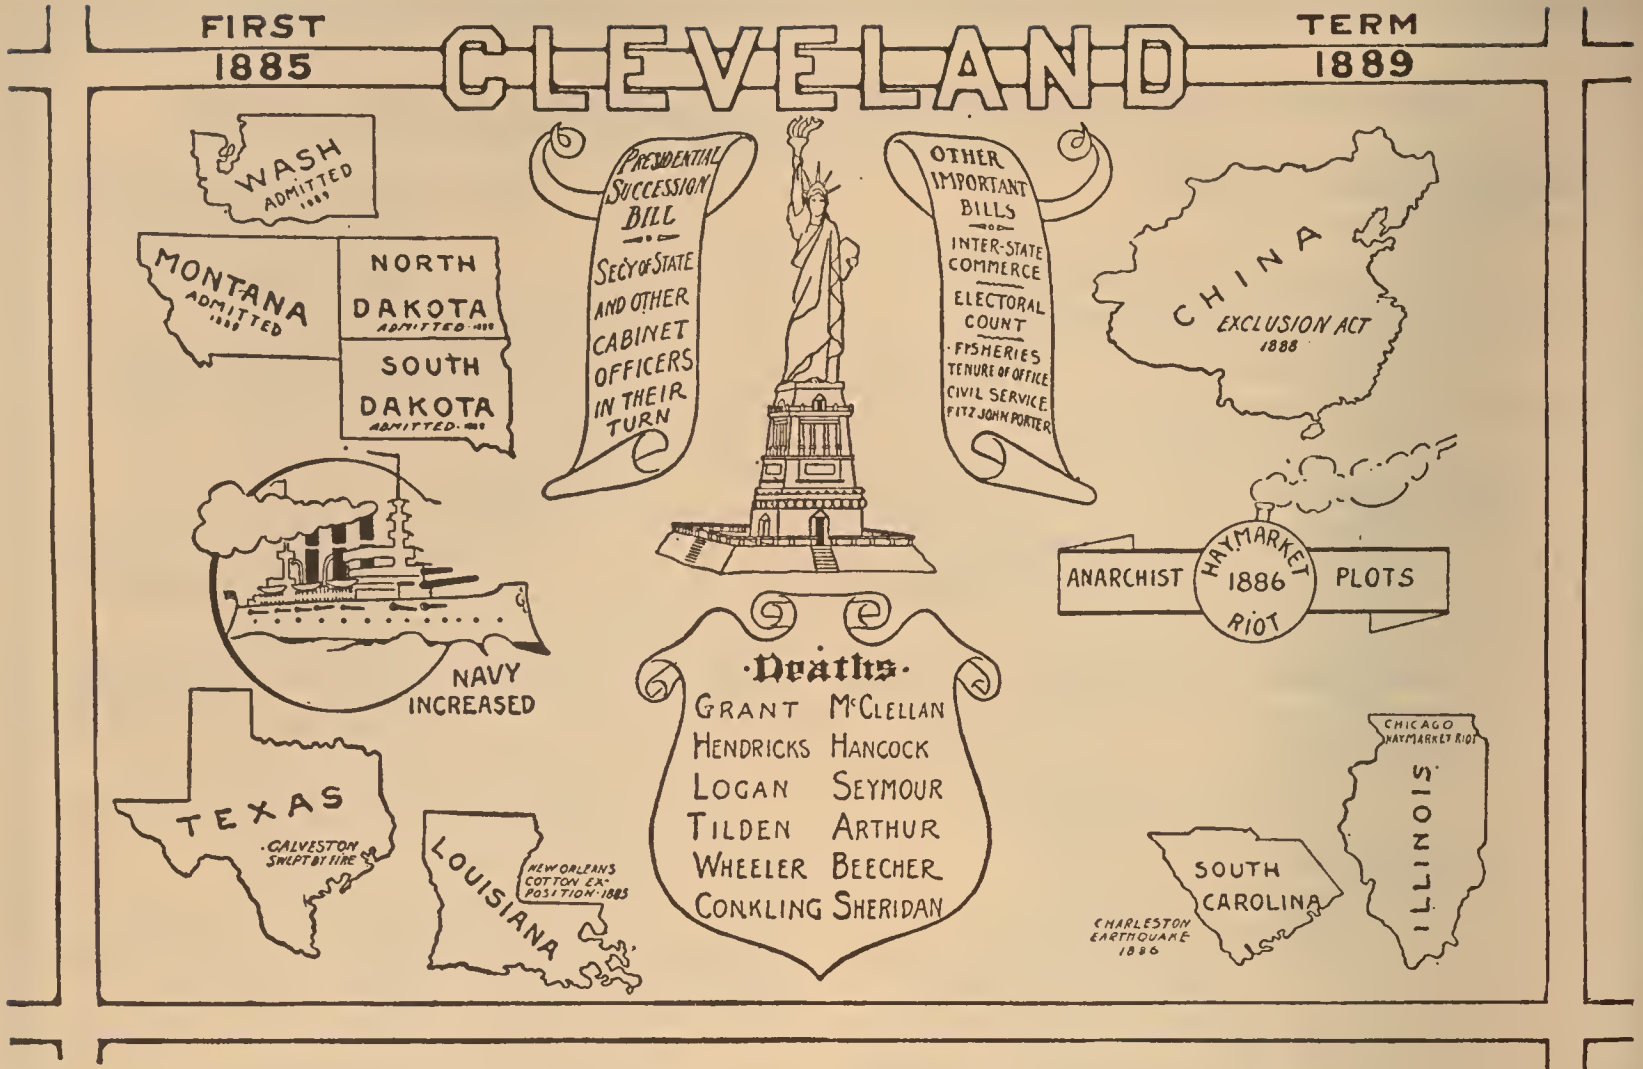 FIRST
1885
CLEVELAND
TERM
1889
WASH
ADMITTED
1889
MONTANA
ADMITTED
1889
NORTH
DAKOTA
ADMITTED · 1889
SOUTH
DAKOTA
ADMITTED · 1889
PRESIDENTIAL
SUCCESSION
BILL
SEC'Y OF STATE
AND OTHER
CABINET
OFFICERS
IN THEIR
TURN
OTHER
IMPORTANT
BILLS
INTER-STATE
COMMERCE
ELECTORAL
COUNT
FISHERIES
TENURE OF OFFICE
CIVIL SERVICE
FITZ JOHN PORTER
CHINA
EXCLUSION ACT
1888
NAVY
INCREASED
ANARCHIST
HAYMARKET
1886
RIOT
PLOTS
·Deaths·
GRANT McCLELLAN
HENDRICKS HANCOCK
LOGAN SEYMOUR
TILDEN ARTHUR
WHEELER BEECHER
CONKLING SHERIDAN
TEXAS
GALVESTON
SWEPT BY FIRE
LOUISIANA
NEW ORLEANS
COTTON EX-
POSITION · 1885
SOUTH
CAROLINA
CHARLESTON
EARTHQUAKE
1886
CHICAGO
HAYMARKET RIOT
ILLINOIS